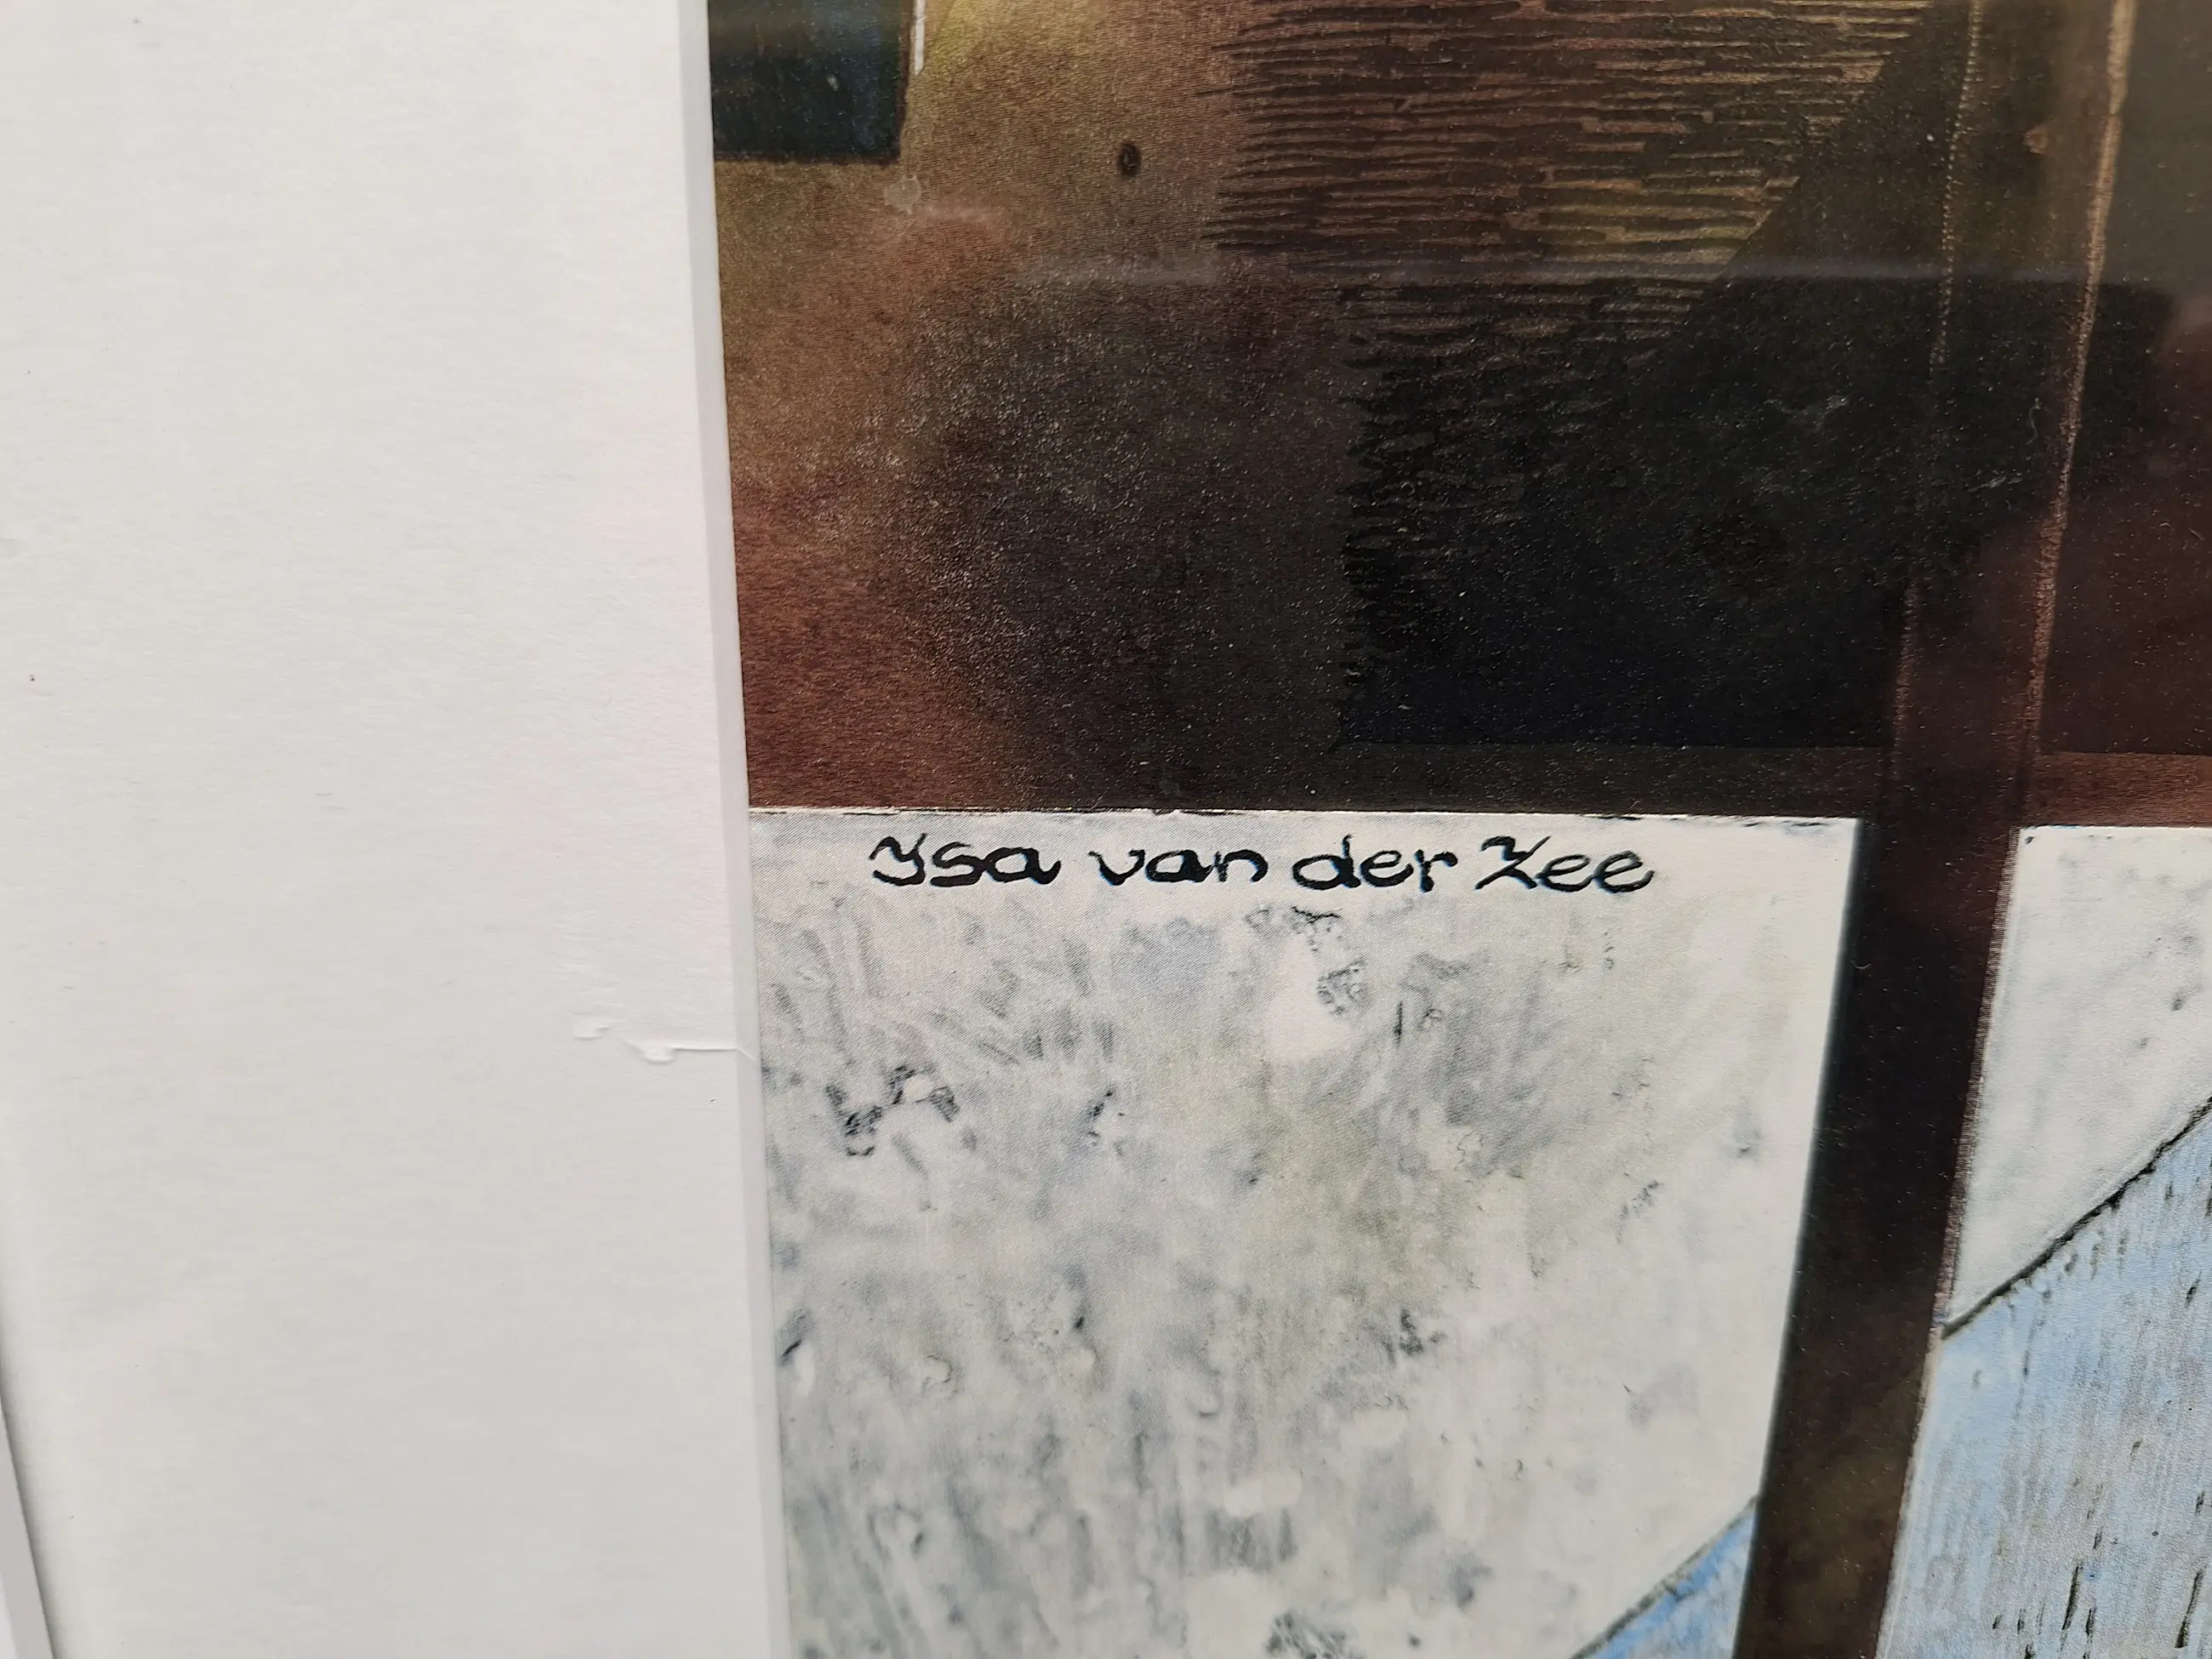 Ysa van der Zee